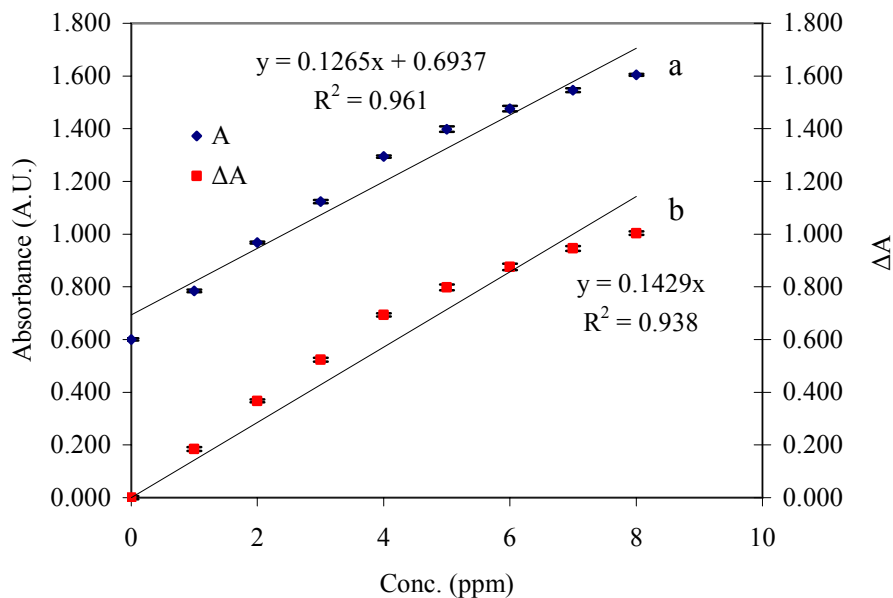 1.800
1.600
1.400
1.200
1.000
0.800
0.600
0.400
0.200
0.000
Absorbance (A.U.)
y = 0.1265x + 0.6937
R² = 0.961
A
ΔA
a
b
y = 0.1429x
R² = 0.938
1.800
1.600
1.400
1.200
1.000
0.800
0.600
0.400
0.200
0.000
ΔA
0 2 4 6 8 10
Conc. (ppm)